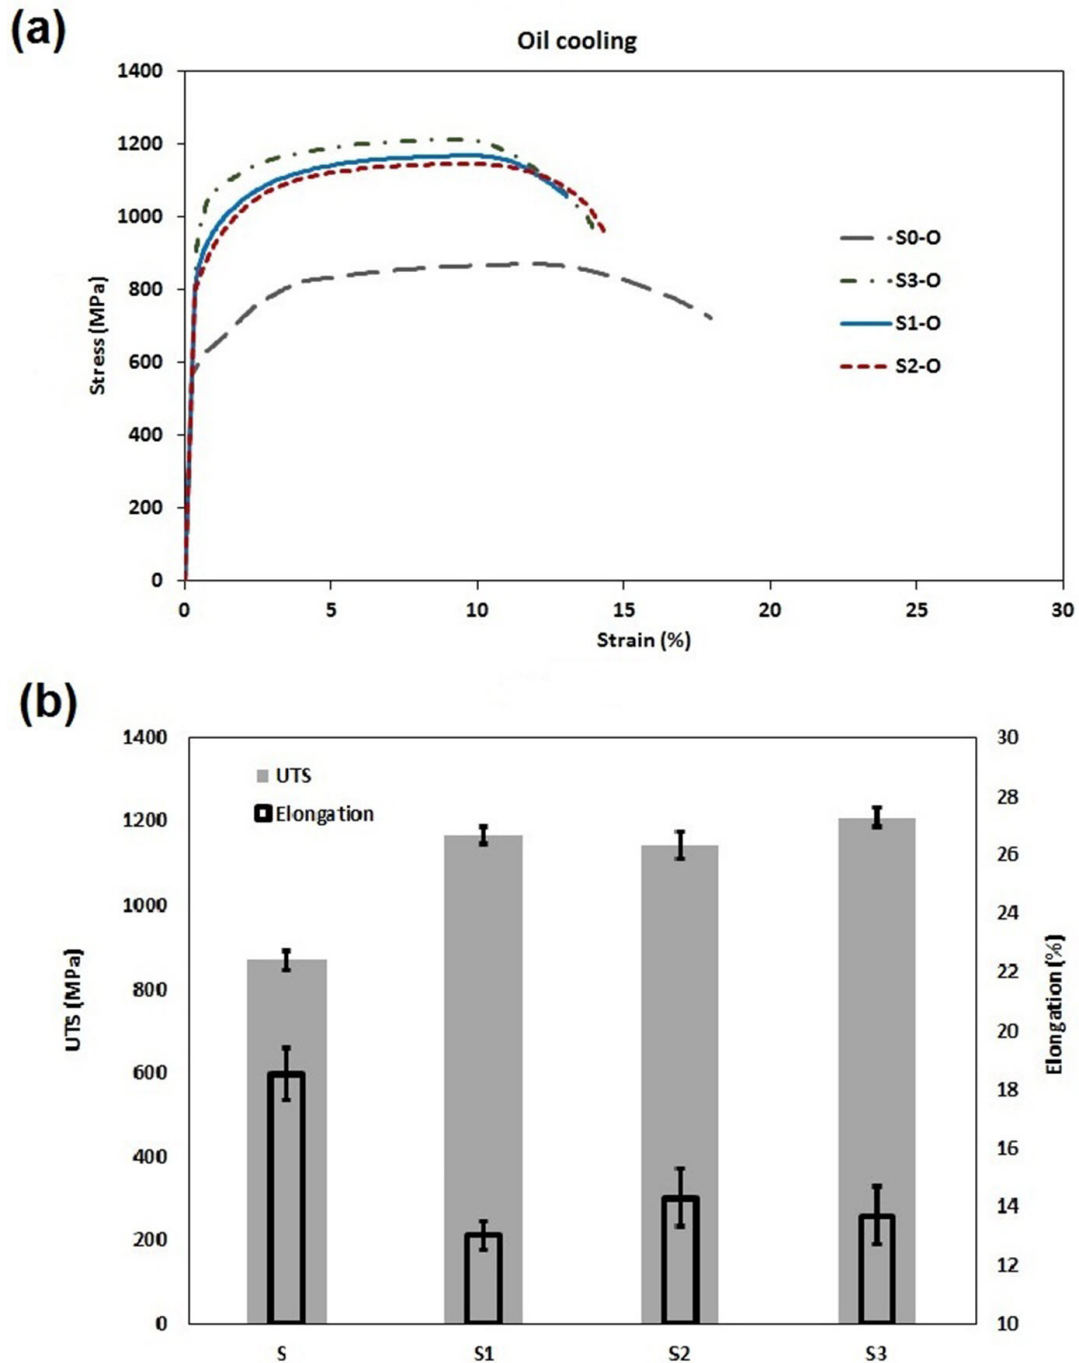 (a)
Oil cooling
1400
1200
1000
800
600
400
200
0
Stress (MPa)
0 5 10 15 20 25 30
Strain (%)
S0-O
S3-O
S1-O
S2-O
(b)
1400
1200
1000
800
600
400
200
0
UTS (MPa)
UTS
Elongation
30
28
26
24
22
20
18
16
14
12
10
Elongation (%)
S S1 S2 S3